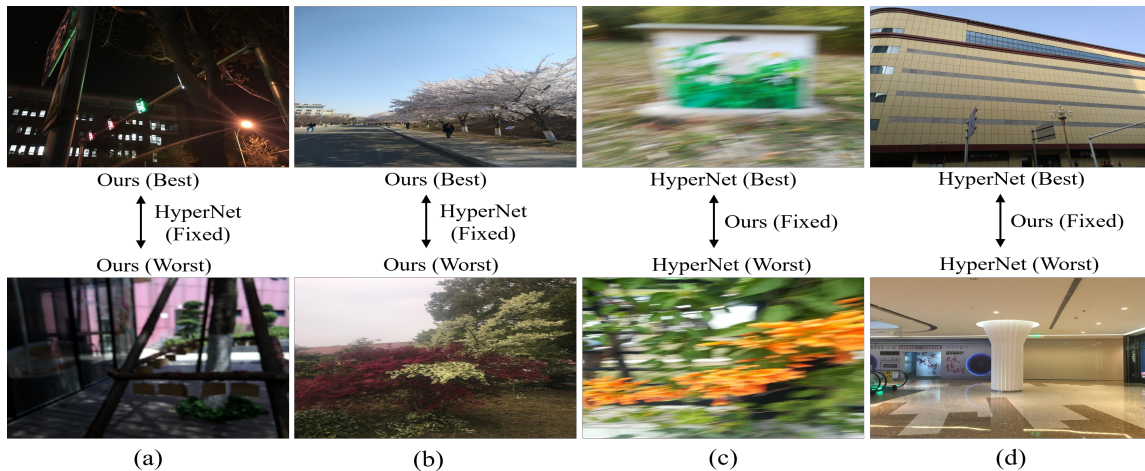 Ours (Best)
HyperNet
(Fixed)
Ours (Worst)
(a)
Ours (Best)
HyperNet
(Fixed)
Ours (Worst)
(b)
HyperNet (Best)
Ours (Fixed)
HyperNet (Worst)
(c)
HyperNet (Best)
Ours (Fixed)
HyperNet (Worst)
(d)